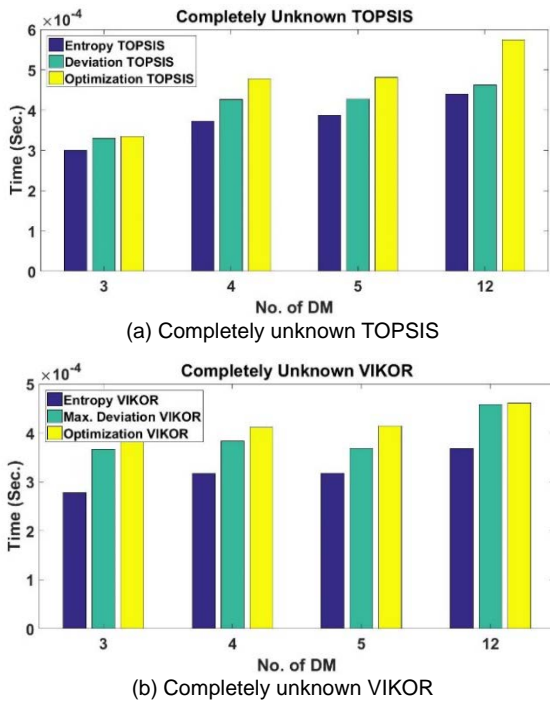 Completely Unknown TOPSIS
×10⁻⁴
6
5
4
3
2
1
0
Time (Sec.)
Entropy TOPSIS
Deviation TOPSIS
Optimization TOPSIS
3 4 5 12
No. of DM
(a) Completely unknown TOPSIS
Completely Unknown VIKOR
×10⁻⁴
5
4
3
2
1
0
Time (Sec.)
Entropy VIKOR
Max. Deviation VIKOR
Optimization VIKOR
3 4 5 12
No. of DM
(b) Completely unknown VIKOR